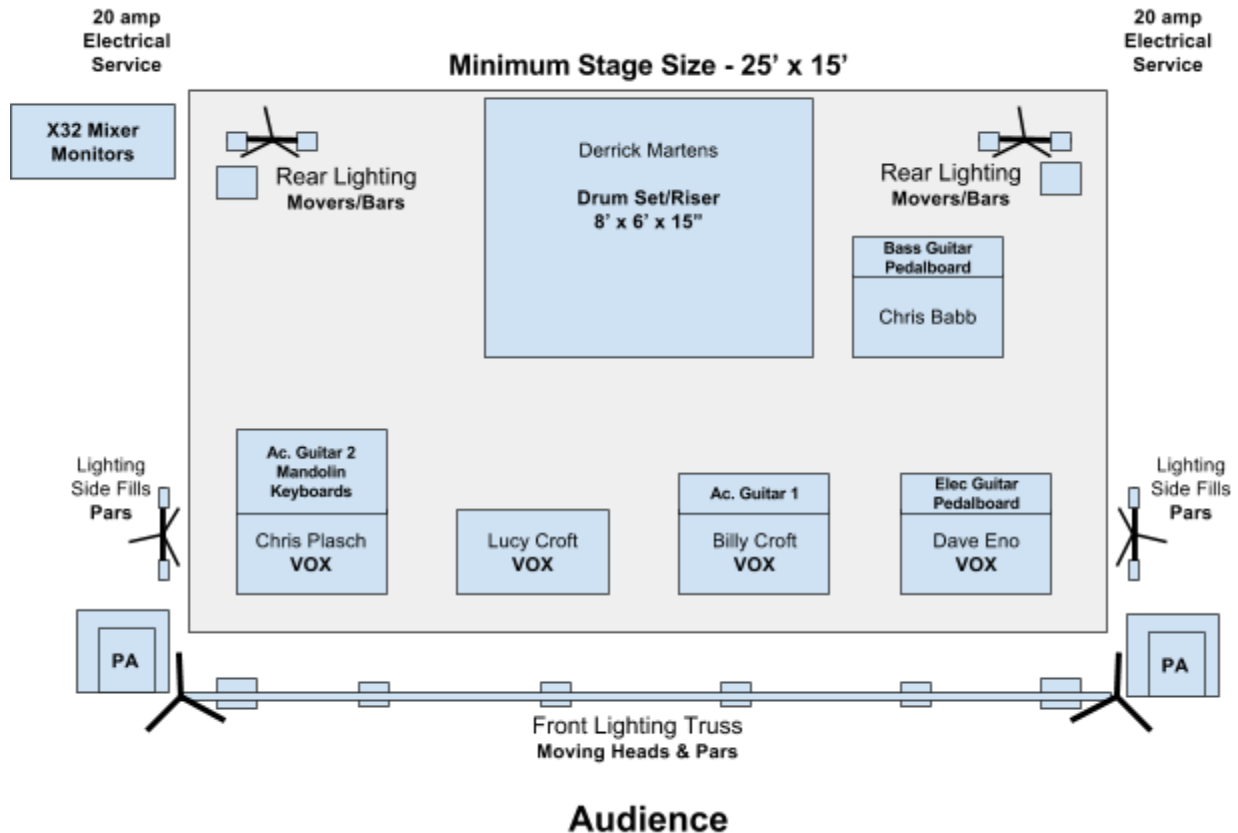 20 amp
Electrical
Service
20 amp
Electrical
Service
Minimum Stage Size - 25’ x 15’
X32 Mixer
Monitors
Rear Lighting
Movers/Bars
Derrick Martens
Drum Set/Riser
8’ x 6’ x 15”
Rear Lighting
Movers/Bars
Bass Guitar
Pedalboard
Chris Babb
Lighting
Side Fills
Pars
Ac. Guitar 2
Mandolin
Keyboards
Chris Plasch
VOX
Lucy Croft
VOX
Ac. Guitar 1
Billy Croft
VOX
Elec Guitar
Pedalboard
Dave Eno
VOX
Lighting
Side Fills
Pars
PA
PA
Front Lighting Truss
Moving Heads & Pars
Audience